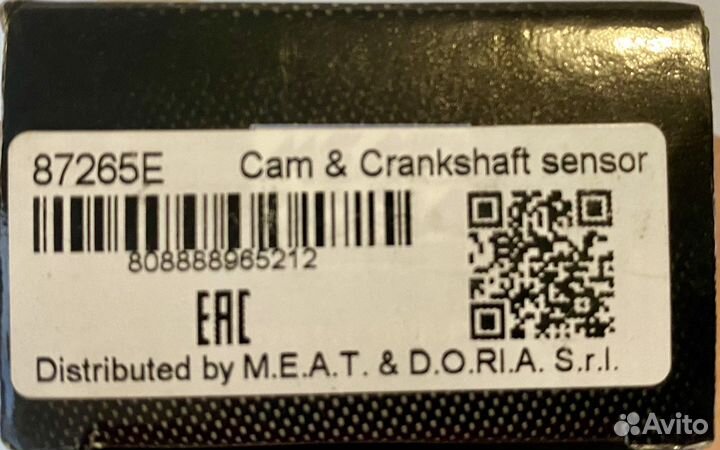 87265E Cam & Crankshaft sensor
808888965212
EAC
Distributed by M.E.A.T. & D.O.RI.A. S.r.l.
Avito